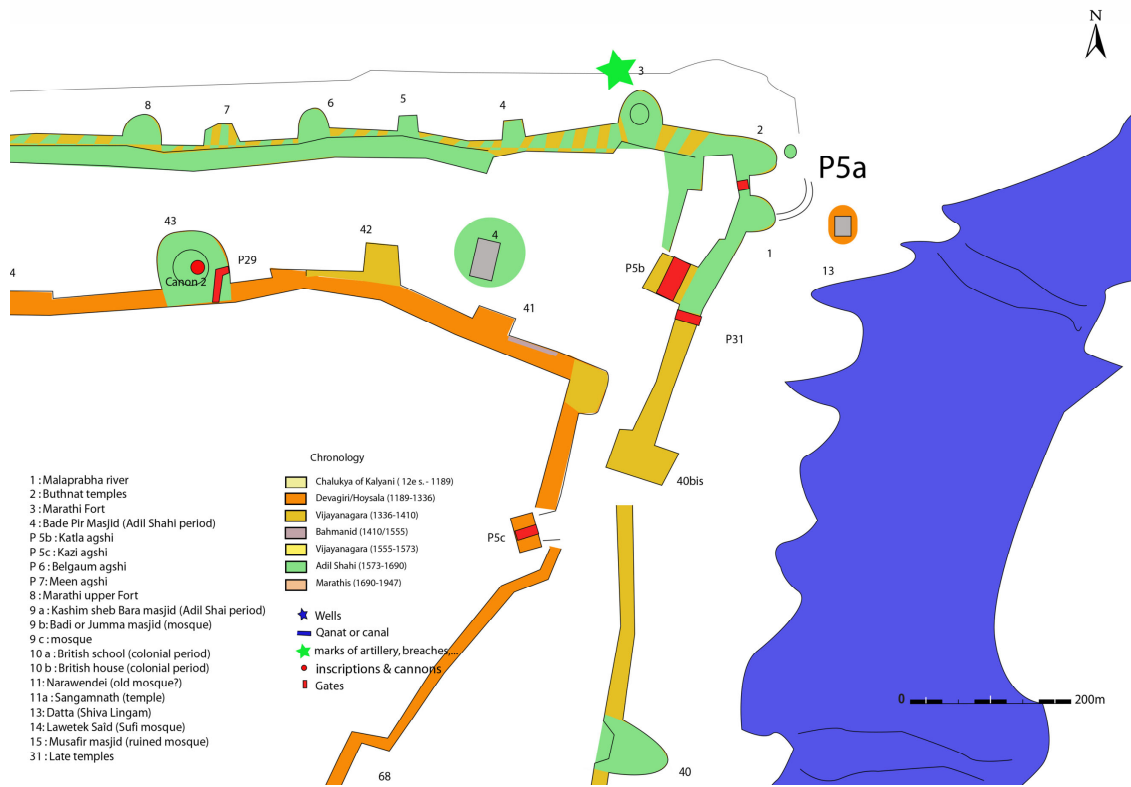 N
3
8
7
6
5
4
2
P5a
43
42
4
1
P29
P5b
13
4
Canon 2
41
P31
Chronology
1 : Malaprabha river
2 : Buthnat temples
3 : Marathi Fort
4 : Bade Pir Masjid (Adil Shahi period)
P 5b : Katla agshi
P 5c : Kazi agshi
P 6 : Belgaum agshi
P 7 : Meen agshi
8 : Marathi upper Fort
9 a : Kashim sheb Bara masjid (Adil Shai period)
9 b : Badi or Jumma masjid (mosque)
9 c : mosque
10 a : British school (colonial period)
10 b : British house (colonial period)
11: Narawendei (old mosque?)
11a : Sangamnath (temple)
13: Datta (Shiva Lingam)
14: Lawetek Saïd (Sufi mosque)
15 : Musafir masjid (ruined mosque)
31 : Late temples
Chalukya of Kalyani ( 12e s. - 1189)
Devagiri/Hoysala (1189-1336)
Vijayanagara (1336-1410)
Bahmanid (1410/1555)
Vijayanagara (1555-1573)
Adil Shahi (1573-1690)
Marathis (1690-1947)
Wells
Qanat or canal
marks of artillery, breaches,...
inscriptions & cannons
Gates
40bis
P5c
0 200m
68
40